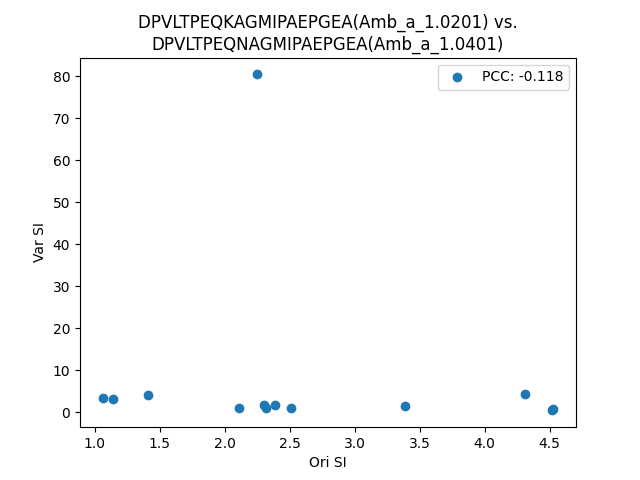 DPVLTPEQKAGMIPAEPGEA(Amb_a_1.0201) vs.
DPVLTPEQNAGMIPAEPGEA(Amb_a_1.0401)
PCC: -0.118
80
70
60
50
40
30
20
10
0
Var SI
1.0 1.5 2.0 2.5 3.0 3.5 4.0 4.5
Ori SI